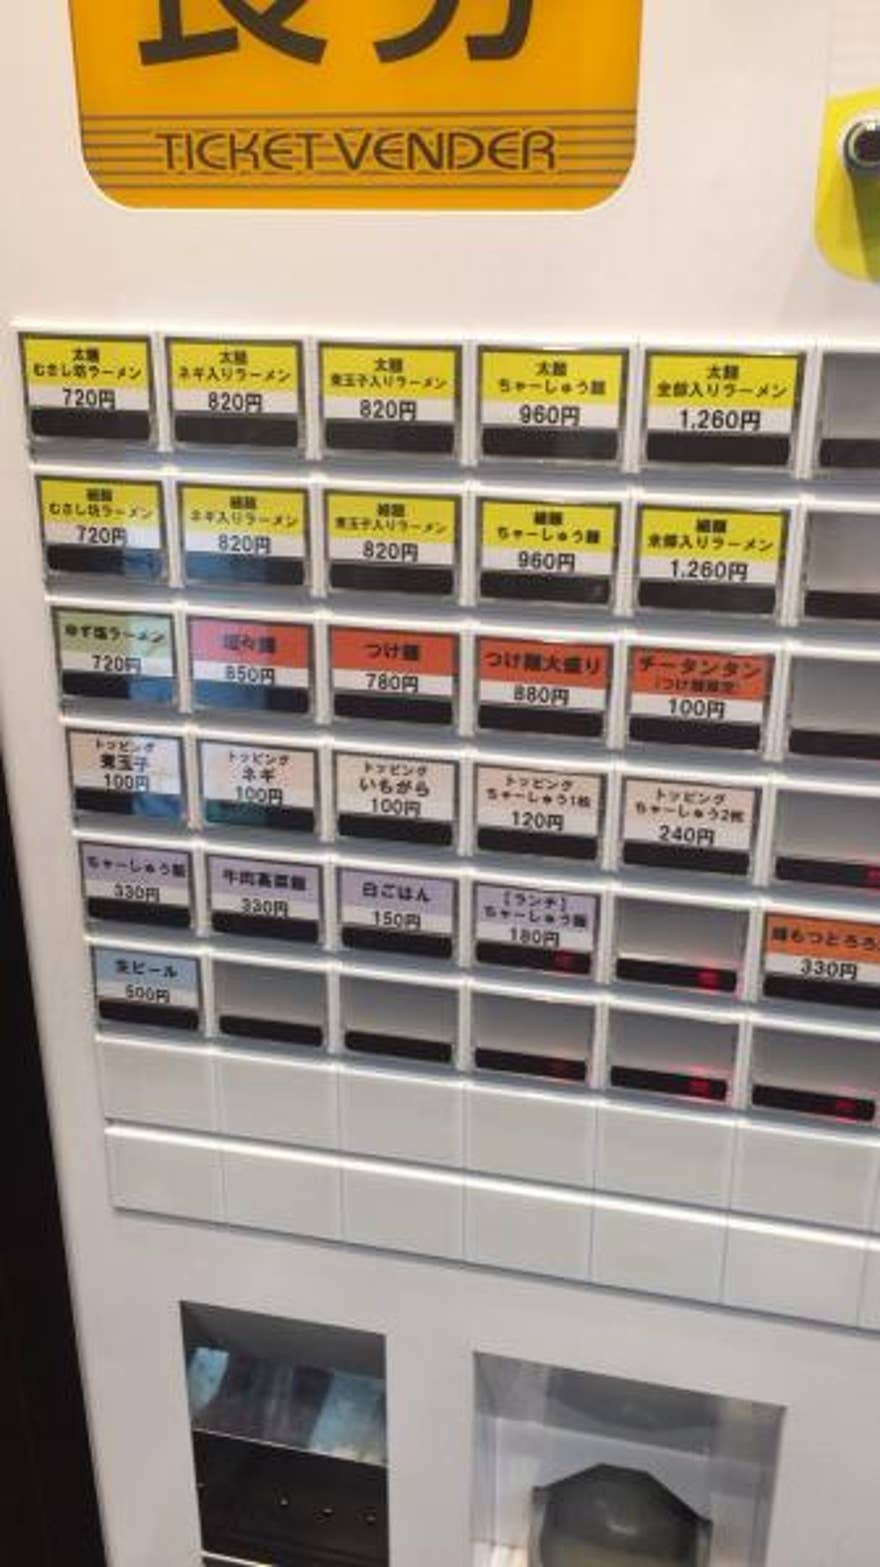 食券
TICKET VENDER
太麺
むさし坊ラーメン
720円
太麺
ネギ入りラーメン
820円
太麺
煮玉子入りラーメン
820円
太麺
ちゃーしゅう麺
960円
太麺
全部入りラーメン
1,260円
細麺
むさし坊ラーメン
720円
細麺
ネギ入りラーメン
820円
細麺
煮玉子入りラーメン
820円
細麺
ちゃーしゅう麺
960円
細麺
全部入りラーメン
1,260円
ゆず塩ラーメン
720円
坦々麺
850円
つけ麺
780円
つけ麺大盛り
880円
チータンタン
(つけ麺限定)
100円
トッピング
煮玉子
100円
トッピング
ネギ
100円
トッピング
いもがら
100円
トッピング
ちゃーしゅう1枚
120円
トッピング
ちゃーしゅう2枚
240円
ちゃーしゅう飯
330円
牛肉高菜飯
330円
白ごはん
150円
[ランチ]
ちゃーしゅう飯
180円
330円
生ビール
500円